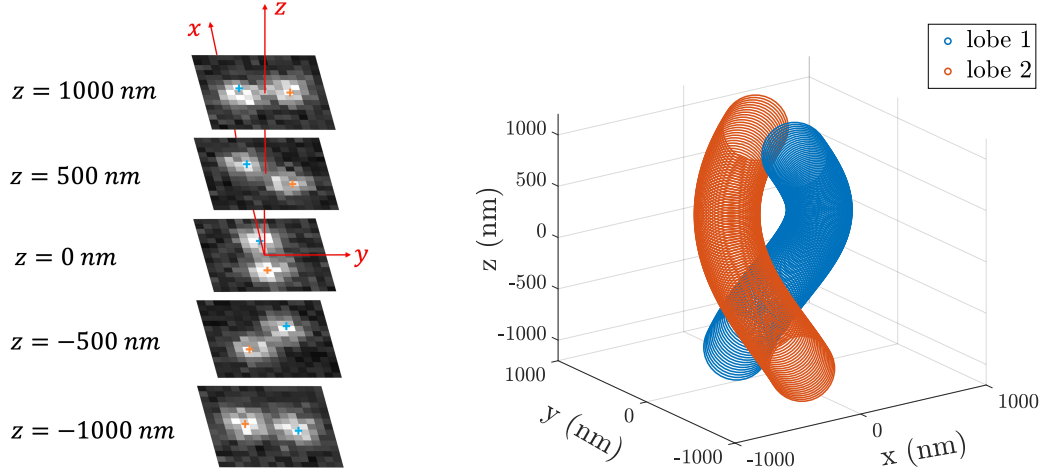 x
z
z = 1000 nm
z = 500 nm
z = 0 nm
y
z = −500 nm
z = −1000 nm
lobe 1
lobe 2
1000
500
0
-500
-1000
z (nm)
1000
0
-1000
y (nm)
-1000
0
1000
x (nm)